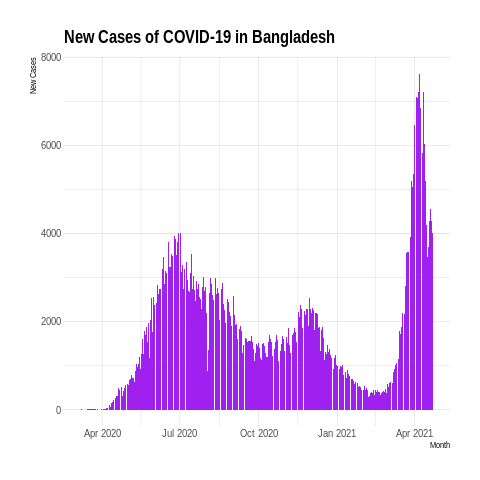 New Cases of COVID-19 in Bangladesh
New Cases
8000
6000
4000
2000
0
Apr 2020 Jul 2020 Oct 2020 Jan 2021 Apr 2021
Month